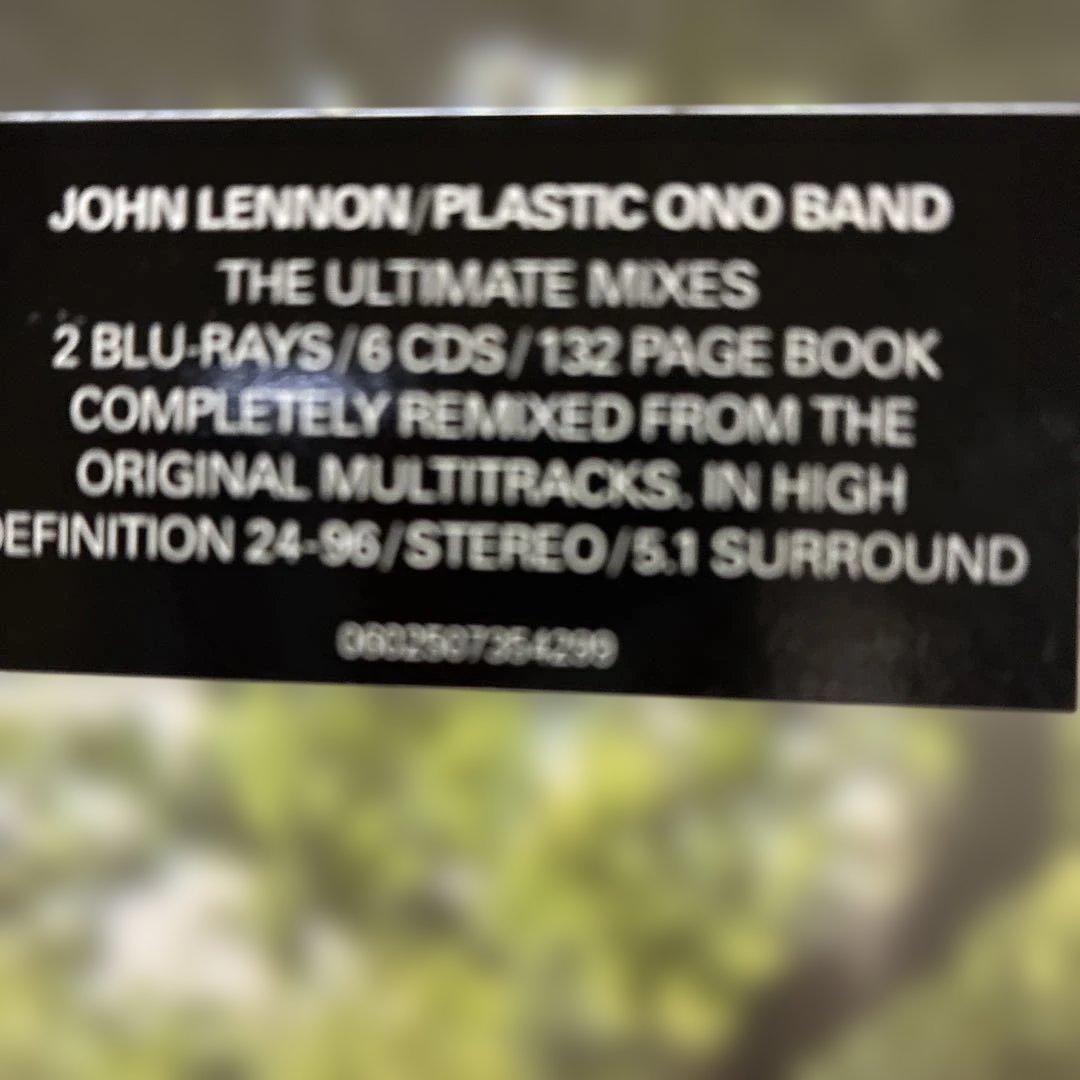 JOHN LENNON/PLASTIC ONO BAND
THE ULTIMATE MIXES
2 BLU-RAYS/6 CDS/132 PAGE BOOK
COMPLETELY REMIXED FROM THE
ORIGINAL MULTITRACKS. IN HIGH
DEFINITION 24-96/STEREO/5.1 SURROUND
0602507354299